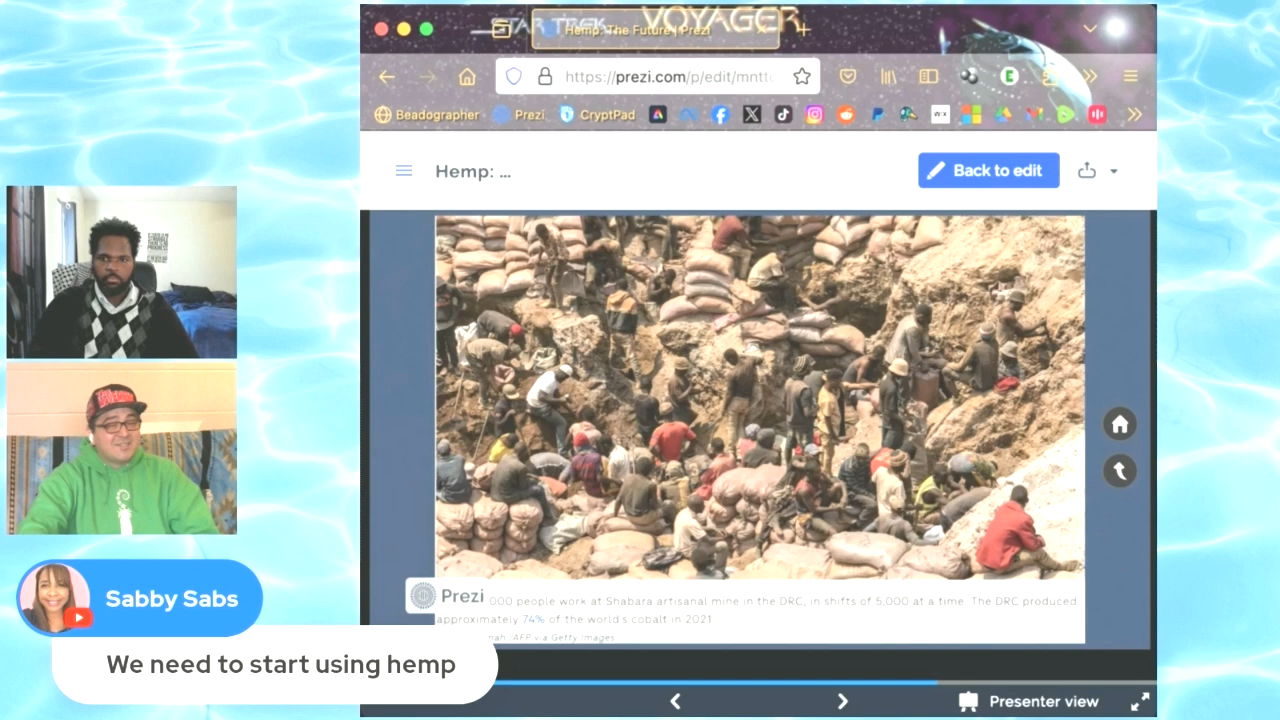 STAR TREK
VOYAGER
Hemp: The Future | Prezi
https://prezi.com/p/edit/mntt
Beadographer
Prezi
CryptPad
Hemp: ...
Back to edit
Prezi
000 people work at Shabara artisanal mine in the DRC, in shifts of 5,000 at a time. The DRC produced
approximately 74% of the world's cobalt in 2021
AFP via Getty Images
Presenter view
Sabby Sabs
We need to start using hemp